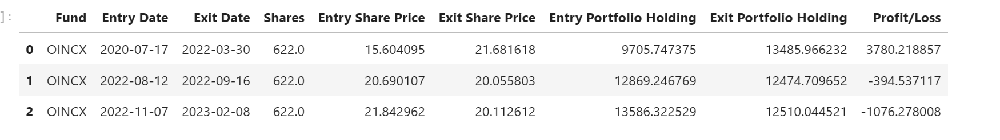 ]: Fund Entry Date Exit Date Shares Entry Share Price Exit Share Price Entry Portfolio Holding Exit Portfolio Holding Profit/Loss
0 OINCX 2020-07-17 2022-03-30 622.0 15.604095 21.681618 9705.747375 13485.966232 3780.218857
1 OINCX 2022-08-12 2022-09-16 622.0 20.690107 20.055803 12869.246769 12474.709652 -394.537117
2 OINCX 2022-11-07 2023-02-08 622.0 21.842962 20.112612 13586.322529 12510.044521 -1076.278008